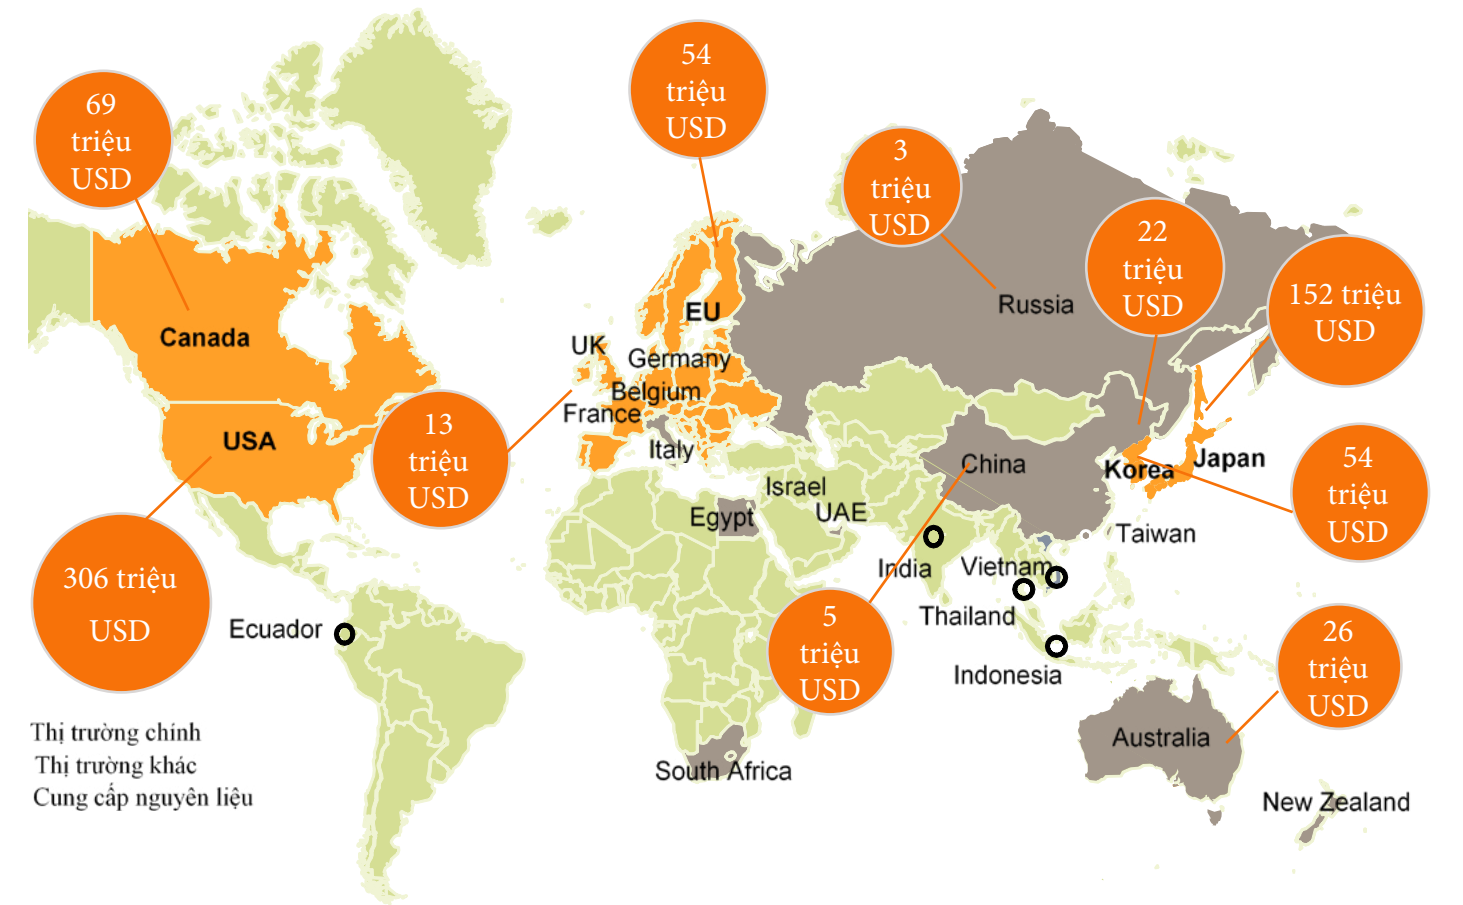 54
triệu
USD
69
triệu
USD
3
triệu
USD
22
triệu
USD
152 triệu
USD
Russia
EU
Canada
UK
Germany
Belgium
France
13
triệu
USD
USA
Italy
China
Korea
Japan
54
triệu
USD
Israel
UAE
Egypt
Taiwan
India
Vietnam
306 triệu
USD
Ecuador
Thailand
5
triệu
USD
Indonesia
26
triệu
USD
Thị trường chính
Thị trường khác
Cung cấp nguyên liệu
Australia
South Africa
New Zealand